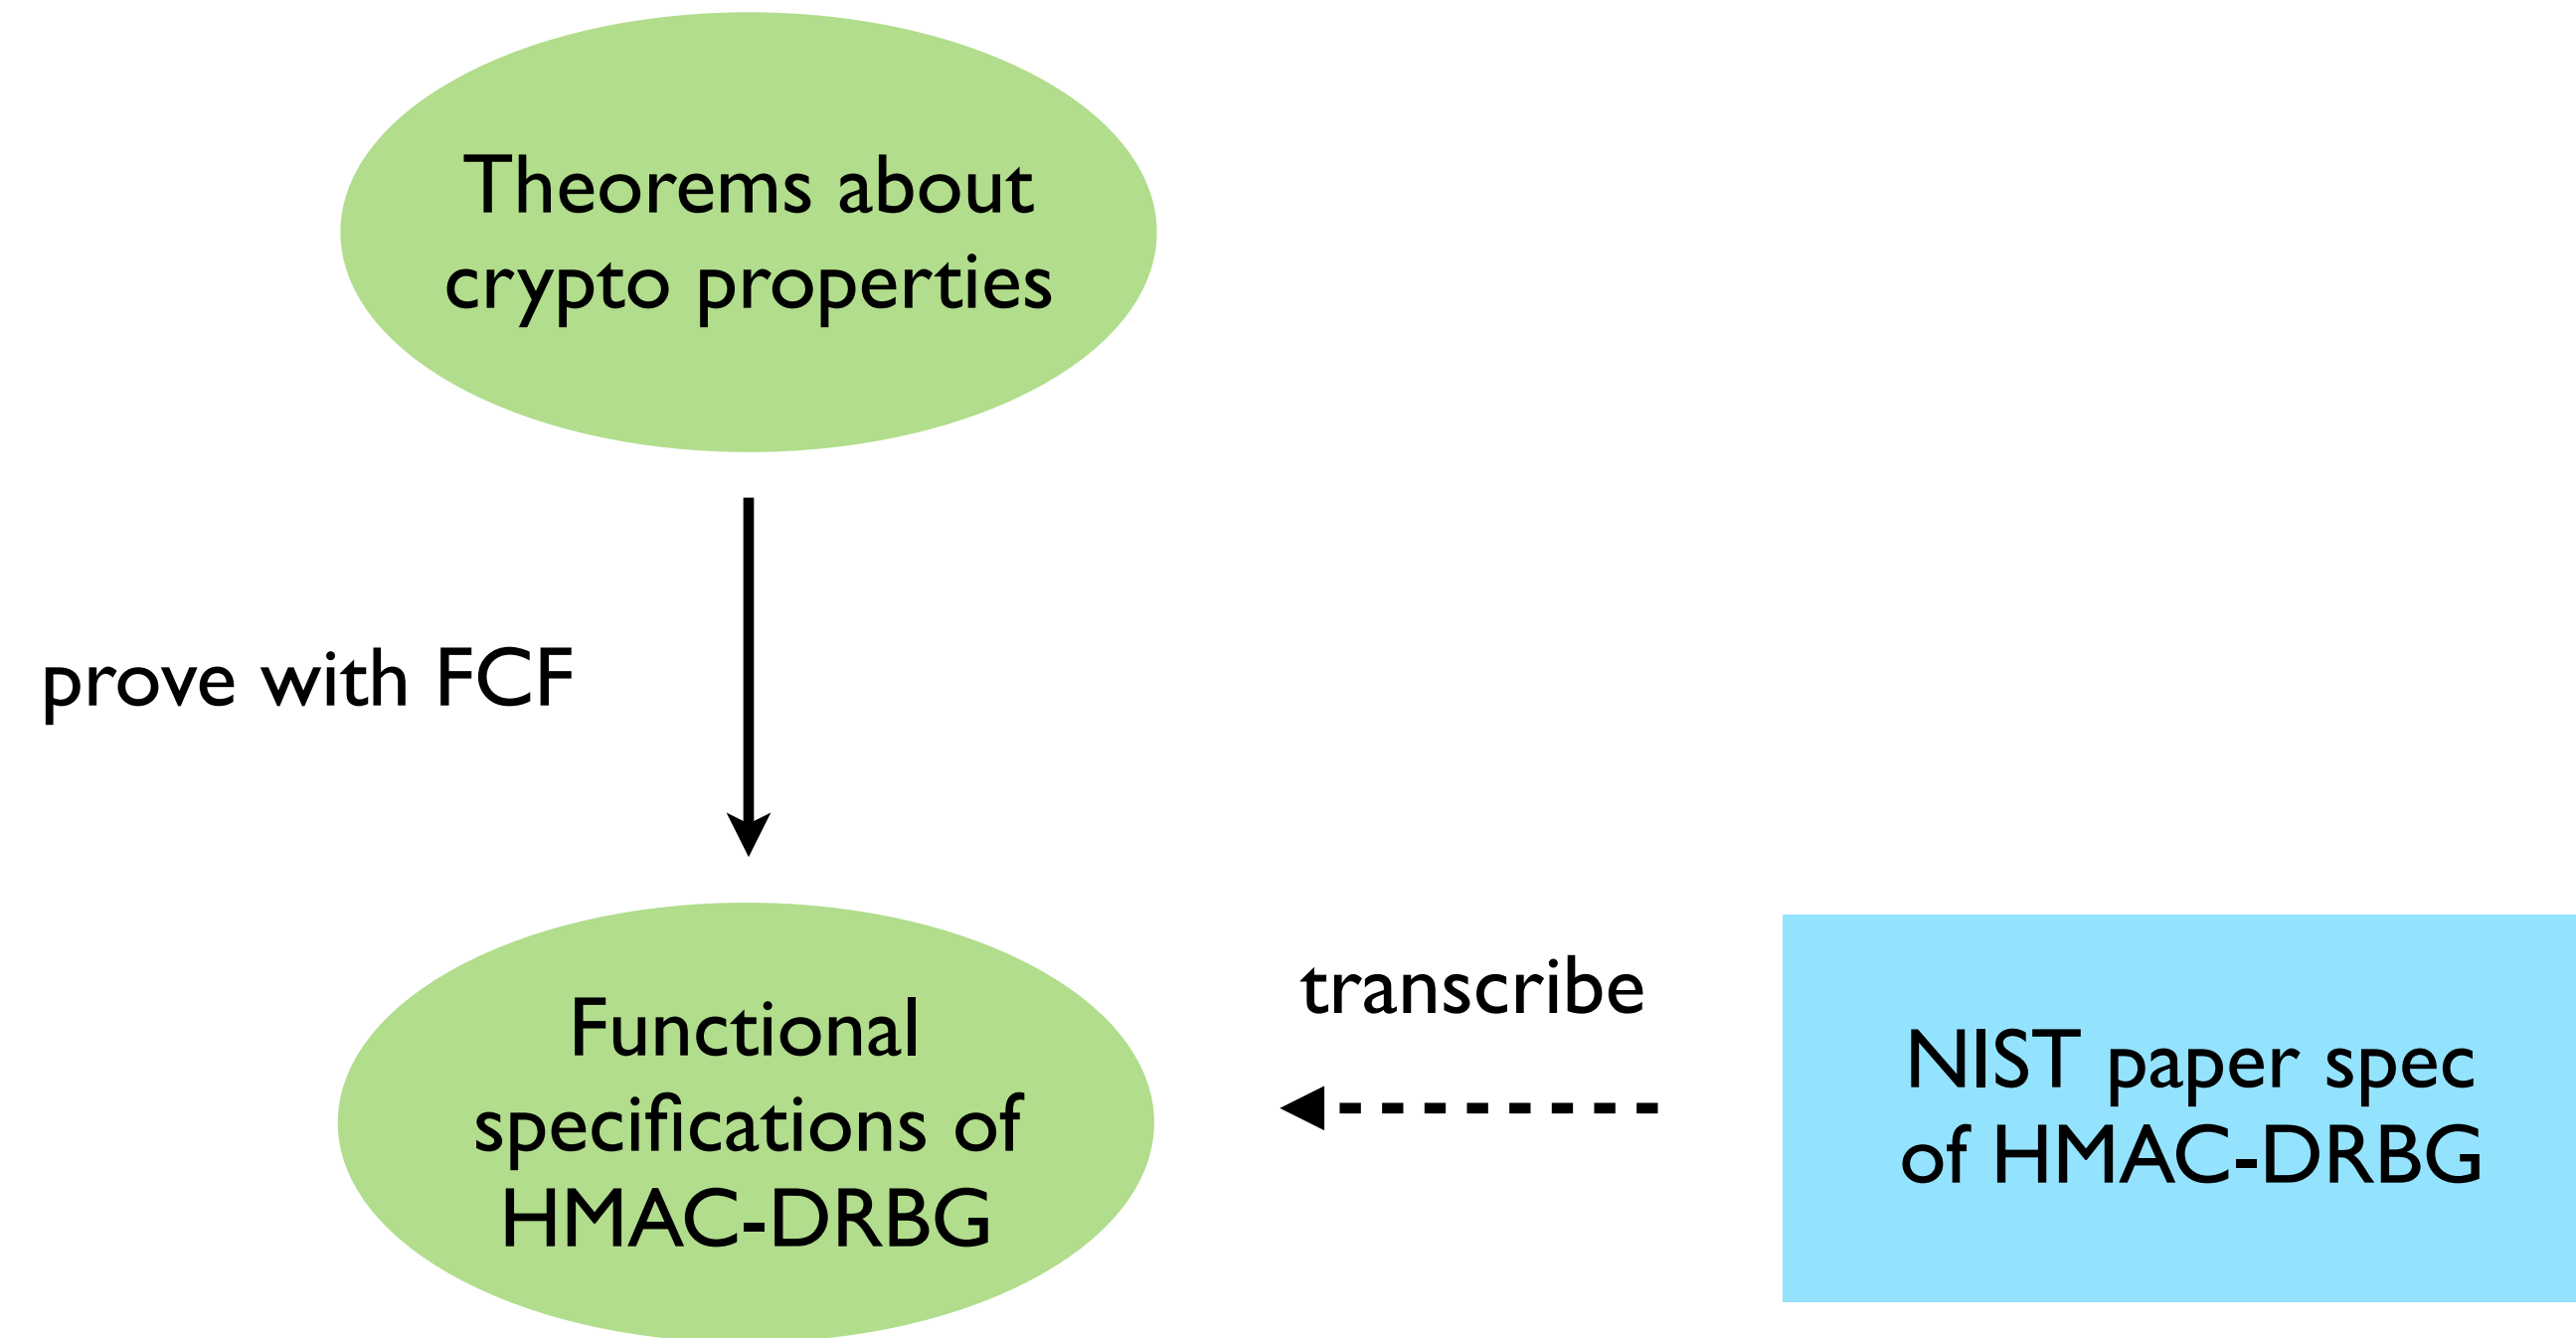 Theorems about
crypto properties
prove with FCF
Functional
specifications of
HMAC-DRBG
transcribe
NIST paper spec
of HMAC-DRBG